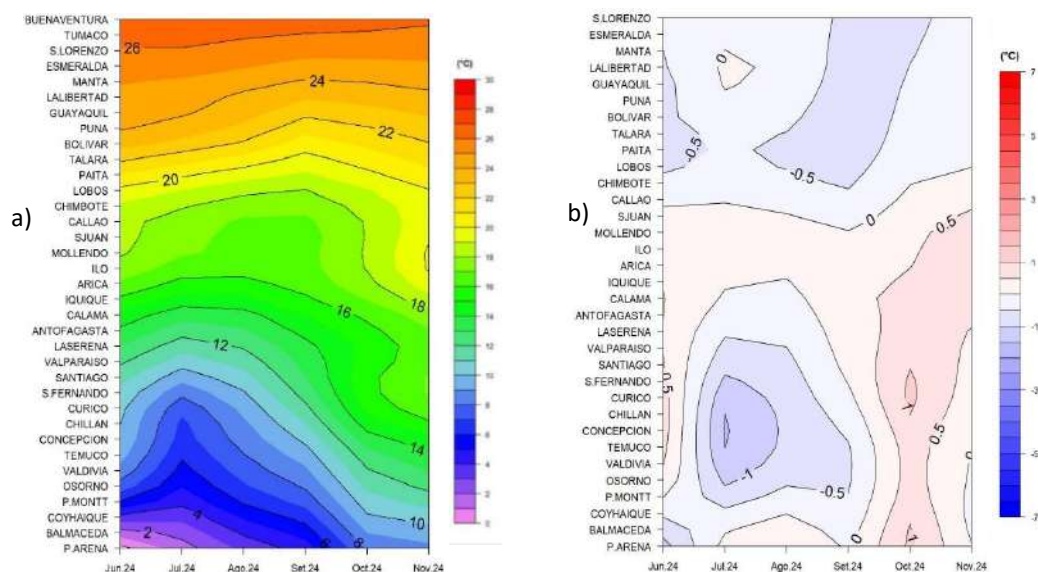 a)
BUENAVENTURA
TUMACO
S.LORENZO
ESMERALDA
MANTA
LALIBERTAD
GUAYAQUIL
PUNA
BOLIVAR
TALARA
PAITA
LOBOS
CHIMBOTE
CALLAO
SJUAN
MOLLENDO
ILO
ARICA
IQUIQUE
CALAMA
ANTOFAGASTA
LASERENA
VALPARAISO
SANTIAGO
S.FERNANDO
CURICO
CHILLAN
CONCEPCION
TEMUCO
VALDIVIA
OSORNO
P.MONTT
COYHAIQUE
BALMACEDA
P.ARENA
26
24
22
20
18
16
12
14
10
4
2
6
8
Jun.24 Jul.24 Ago.24 Set.24 Oct.24 Nov.24
(°C)
30
28
26
24
22
20
18
16
14
12
10
8
6
4
2
0
b)
S.LORENZO
ESMERALDA
MANTA
LALIBERTAD
GUAYAQUIL
PUNA
BOLIVAR
TALARA
PAITA
LOBOS
CHIMBOTE
CALLAO
SJUAN
MOLLENDO
ILO
ARICA
IQUIQUE
CALAMA
ANTOFAGASTA
LASERENA
VALPARAISO
SANTIAGO
S.FERNANDO
CURICO
CHILLAN
CONCEPCION
TEMUCO
VALDIVIA
OSORNO
P.MONTT
COYHAIQUE
BALMACEDA
P.ARENA
0
-0.5
-0.5
0
0.5
0.5
1
0.5
-1
-0.5
0
0
1
Jun.24 Jul.24 Ago.24 Set.24 Oct.24 Nov.24
(°C)
7
5
3
1
-1
-3
-5
-7